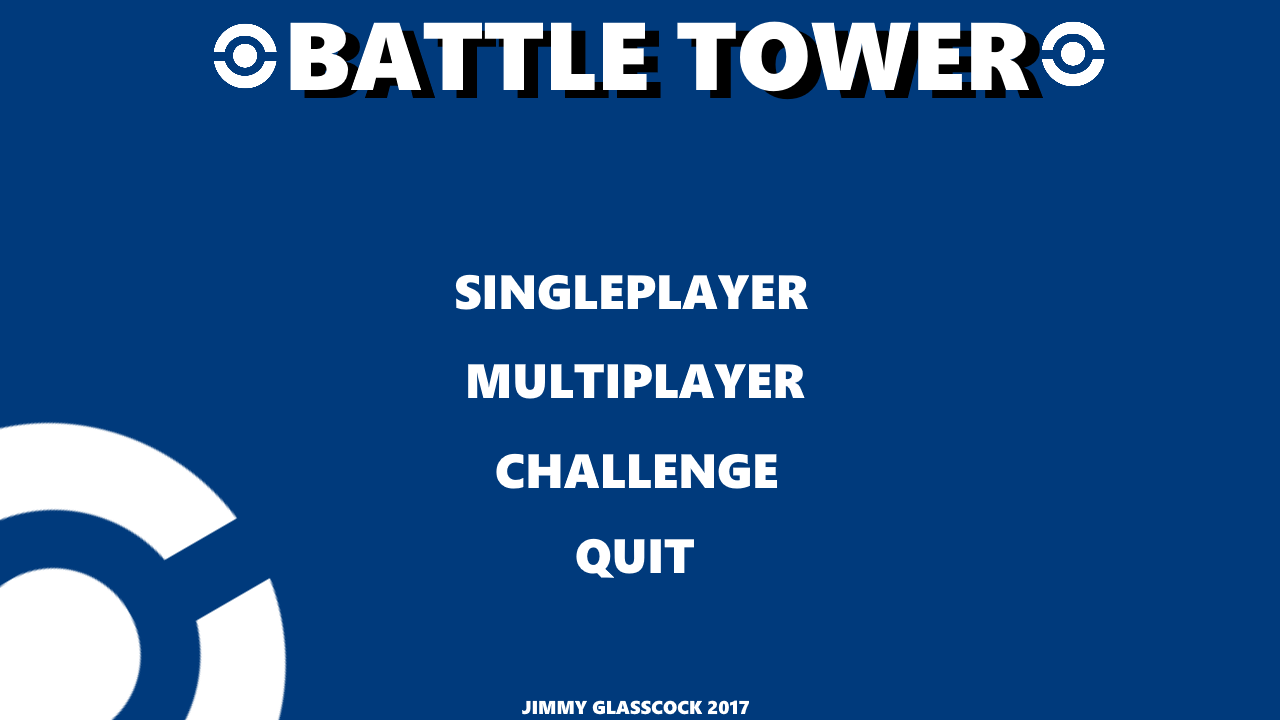 BATTLE TOWER
SINGLEPLAYER
MULTIPLAYER
CHALLENGE
QUIT
JIMMY GLASSCOCK 2017